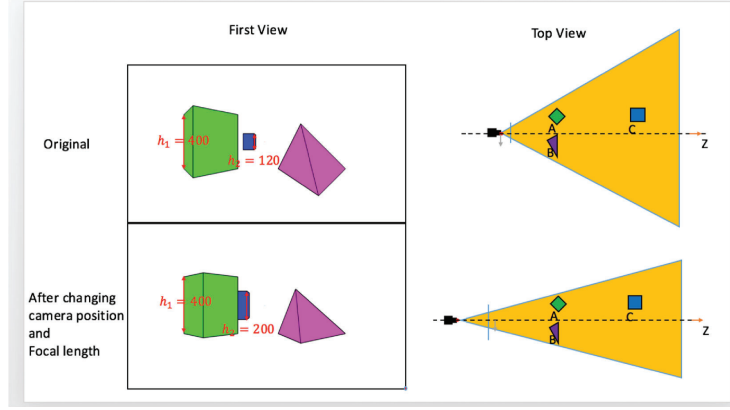 First View
Top View
Original
h₁ = 400
h₂ = 120
A
B
C
Z
After changing
camera position
and
Focal length
h₁ = 400
h₂ = 200
A
B
C
Z